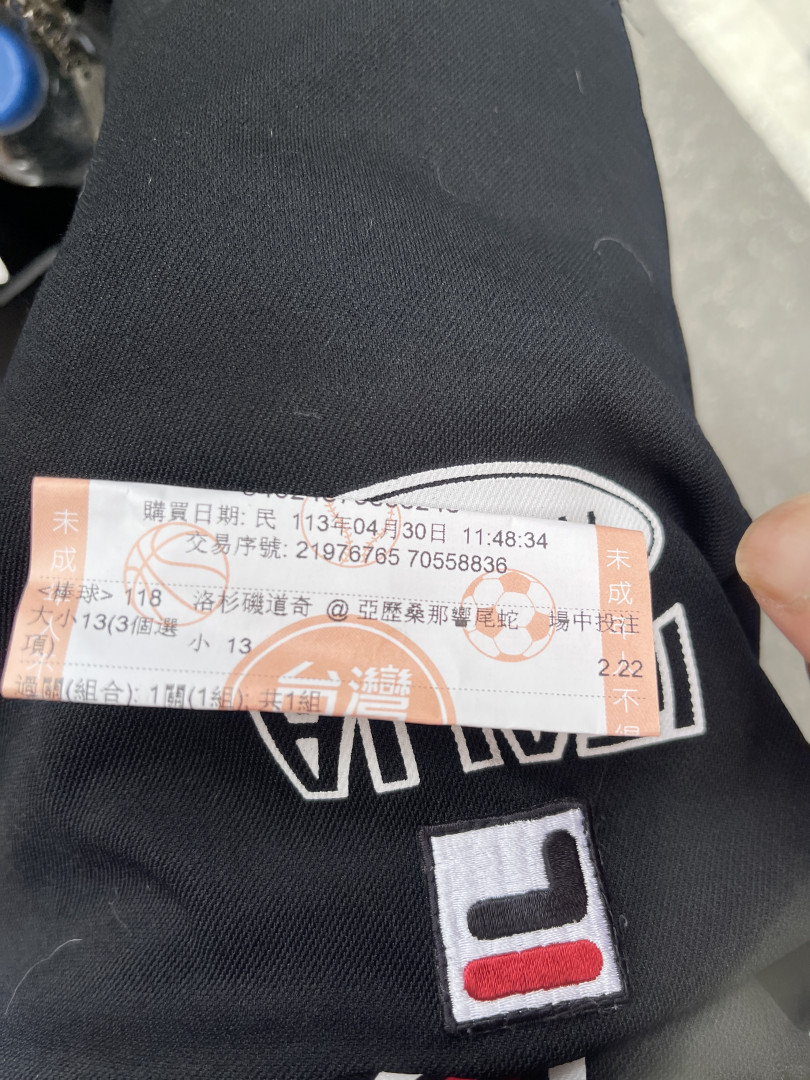 購買日期: 民 113年04月30日 11:48:34
交易序號: 21976765 70558836
<棒球> 118 洛杉磯道奇 @ 亞歷桑那響尾蛇 場中投注
大小13(3個選項) 小 13
2.22
過關(組合): 1關(1組); 共1組
未成
未成年人不得
台灣